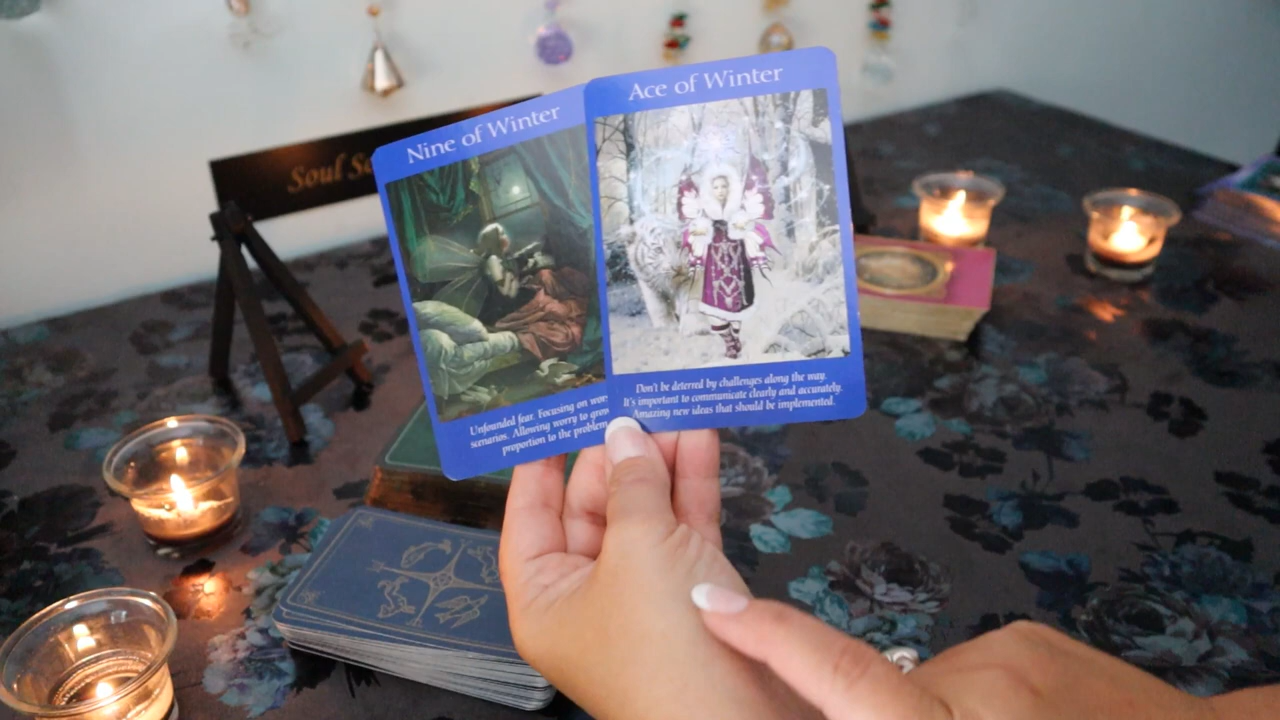 Soul
Nine of Winter
Unfounded fear. Focusing on
scenarios. Allowing worry to
proportion to the problem
Ace of Winter
Don't be deterred by challenges along the way.
It's important to communicate clearly and accurately.
Amazing new ideas that should be implemented.